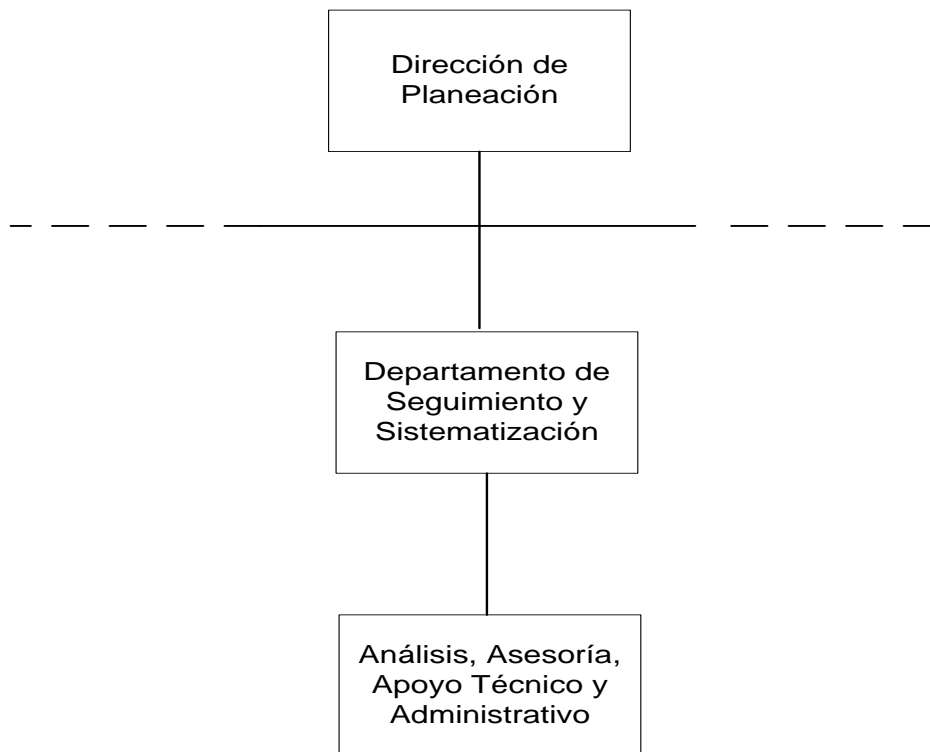 Dirección de
Planeación
Departamento de
Seguimiento y
Sistematización
Análisis, Asesoría,
Apoyo Técnico y
Administrativo